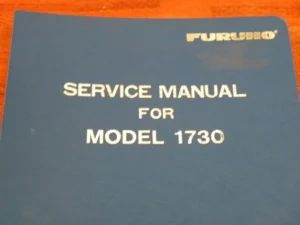 FURUNO
SERVICE MANUAL
FOR
MODEL 1730